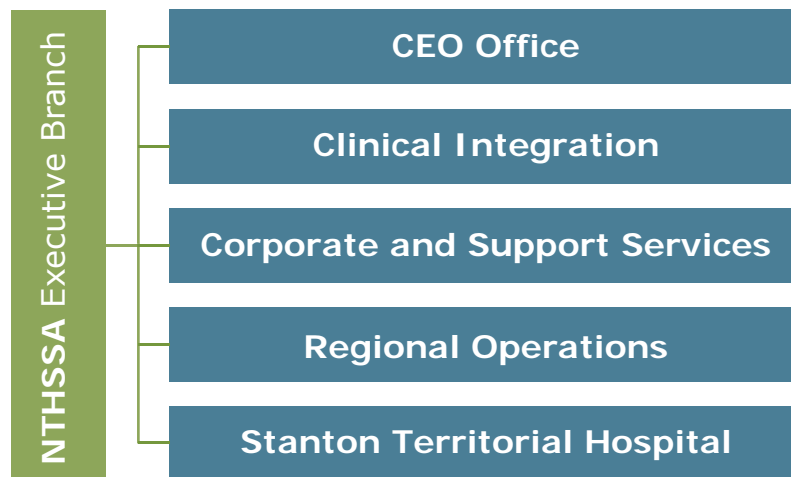 NTHSSA Executive Branch
CEO Office
Clinical Integration
Corporate and Support Services
Regional Operations
Stanton Territorial Hospital